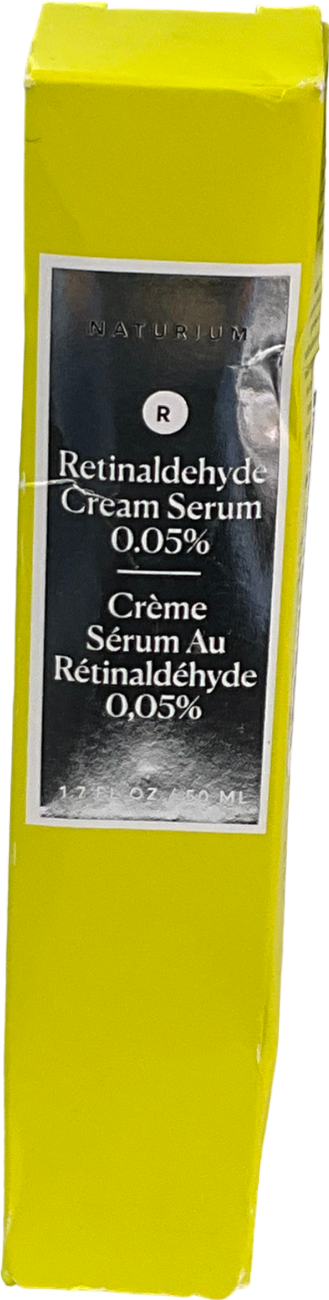 NATURIUM
R
Retinaldehyde
Cream Serum
0.05%
Crème
Sérum Au
Rétinaldéhyde
0,05%
1.7 FL OZ / 50 ML